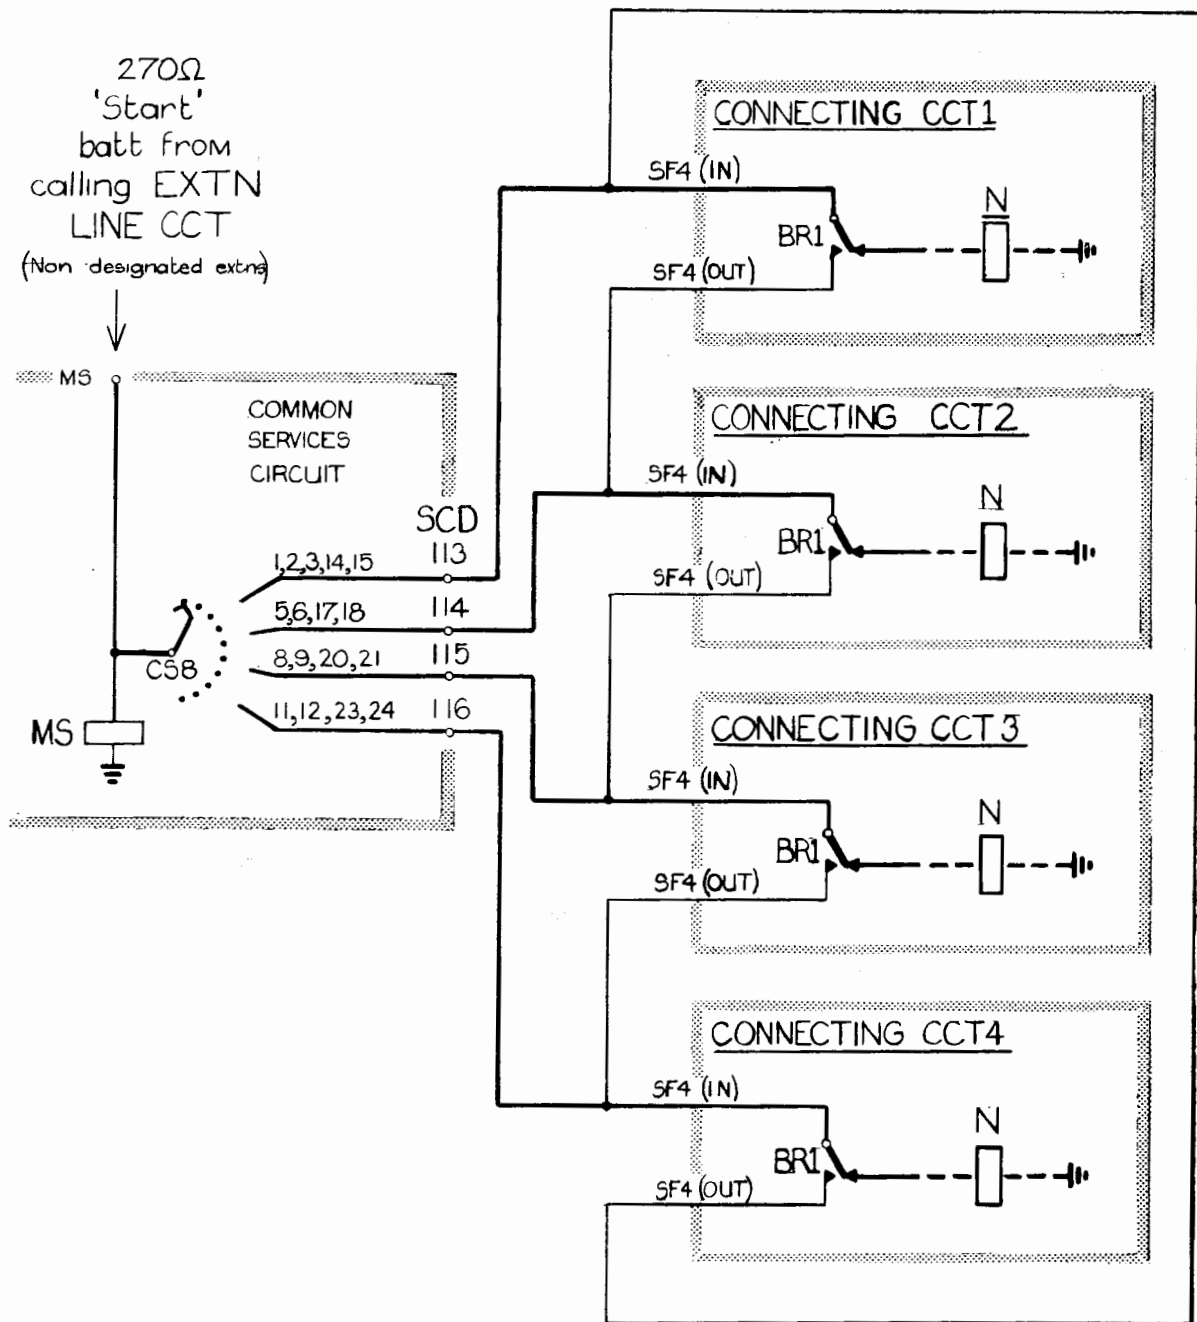 270Ω
'Start'
batt from
calling EXTN
LINE CCT
(Non designated extns)
MS
COMMON
SERVICES
CIRCUIT
SCD
1,2,3,14,15
113
5,6,17,18
114
8,9,20,21
115
11,12,23,24
116
CS8
MS
CONNECTING CCT1
SF4 (IN)
BR1
N
SF4 (OUT)
CONNECTING CCT2
SF4 (IN)
BR1
N
SF4 (OUT)
CONNECTING CCT3
SF4 (IN)
BR1
N
SF4 (OUT)
CONNECTING CCT4
SF4 (IN)
BR1
N
SF4 (OUT)